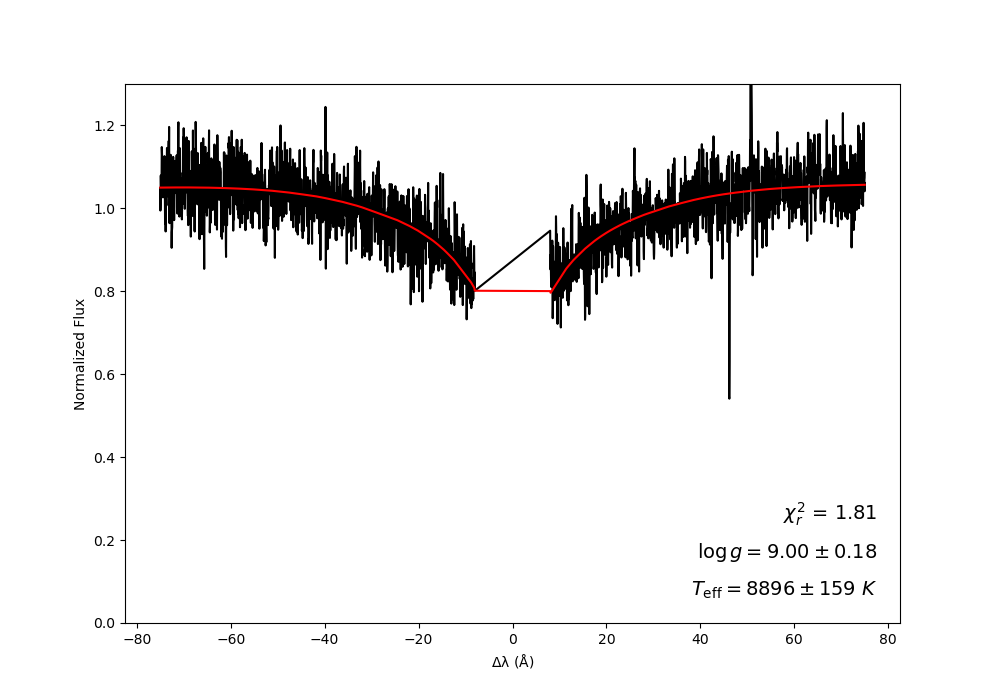 1.2
1.0
0.8
0.6
0.4
0.2
0.0
Normalized Flux
χ²ᵣ = 1.81
log g = 9.00 ± 0.18
T_eff = 8896 ± 159 K
−80 −60 −40 −20 0 20 40 60 80
Δλ (Å)